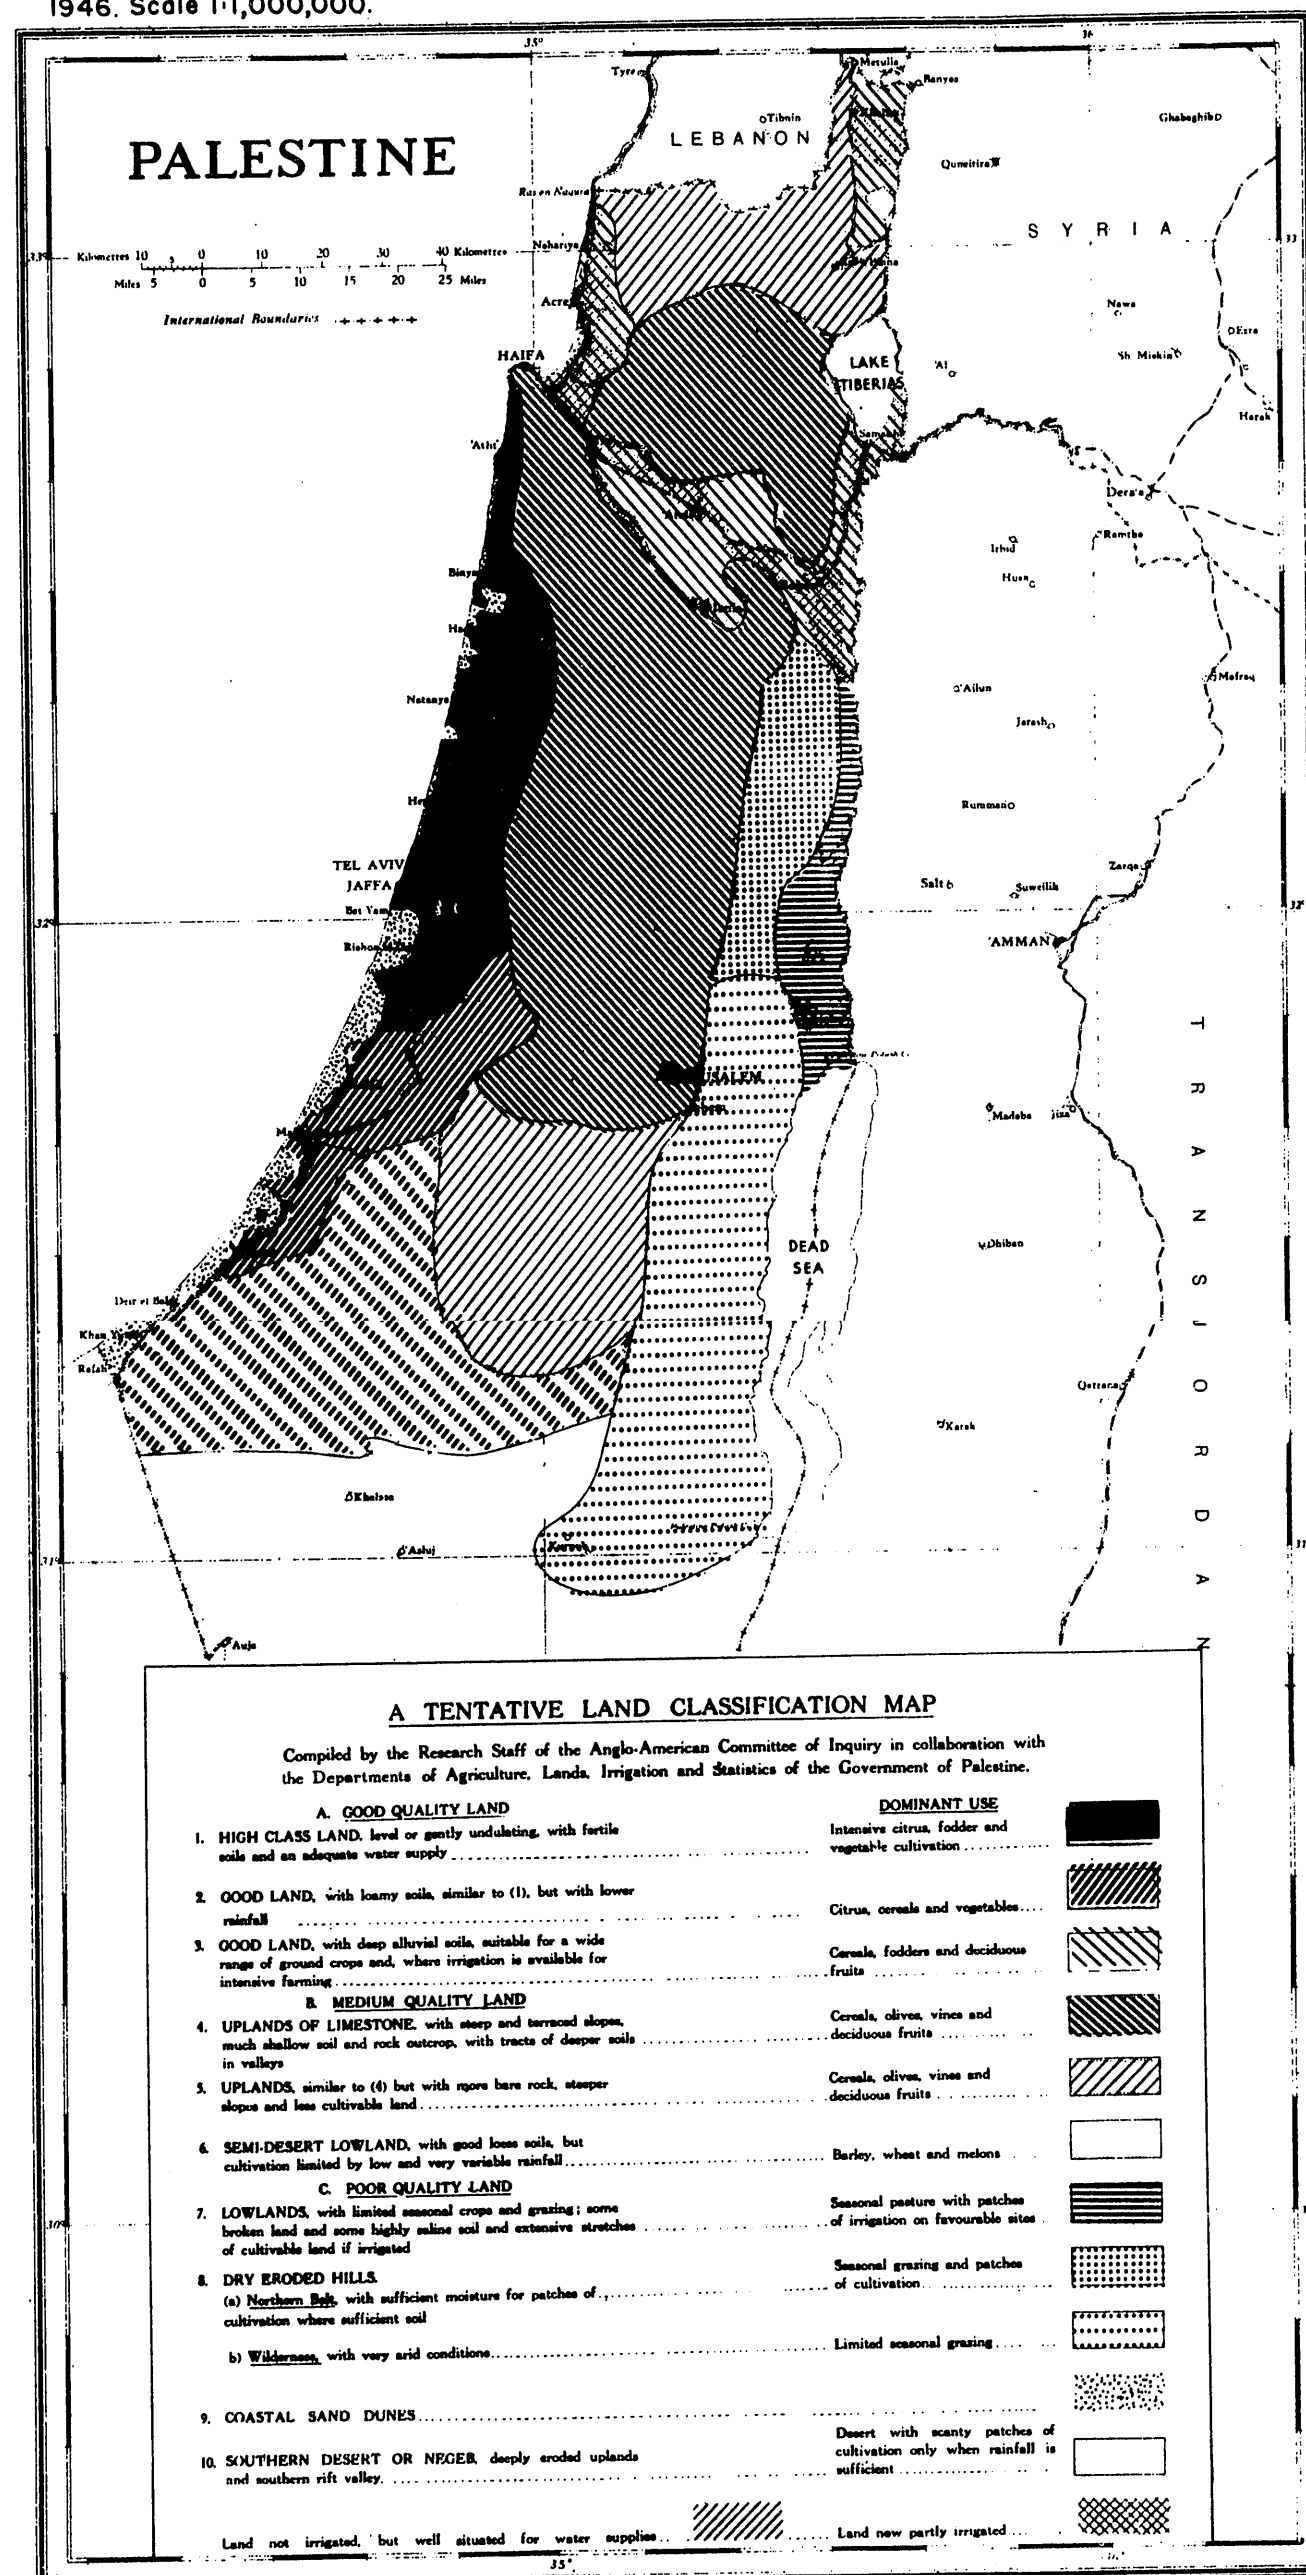 1946. Scale 1:1,000,000.
35°
36
PALESTINE
Tyre
Metulla
Banyas
Tibnin
LEBANON
Ghabaghib
Quneitira
Ras en Naqura
SYRIA
Nahariya
33°
33
Kilometres 10 5 0 10 20 30 40 Kilometres
Miles 5 0 5 10 15 20 25 Miles
International Boundaries
Acre
Nawa
Ezra
HAIFA
LAKE
TIBERIAS
'Al
Sh Miskin
Harak
'Atlit
Dera'a
Irbid
Ramtha
Husn
Natanya
'Ajlun
Mafraq
Jarash
Rumman
TEL AVIV
JAFFA
Zarqa
Salt
Suweilih
Bat Yam
32°
32°
Rishon
'AMMAN
TRANSJORDAN
Madaba
Jiza
DEAD
SEA
Dhiban
Deir el Bala
Khan Yunis
Rafah
Qatrana
Karak
Khalasa
31°
31
'Asluj
Kurnub
Auja
A TENTATIVE LAND CLASSIFICATION MAP
Compiled by the Research Staff of the Anglo-American Committee of Inquiry in collaboration with
the Departments of Agriculture, Lands, Irrigation and Statistics of the Government of Palestine.
A. GOOD QUALITY LAND
DOMINANT USE
1. HIGH CLASS LAND, level or gently undulating, with fertile
soils and an adequate water supply
Intensive citrus, fodder and
vegetable cultivation
2. GOOD LAND, with loamy soils, similar to (1), but with lower
rainfall
Citrus, cereals and vegetables
3. GOOD LAND, with deep alluvial soils, suitable for a wide
range of ground crops and, where irrigation is available for
intensive farming
Cereals, fodders and deciduous
fruits
B. MEDIUM QUALITY LAND
4. UPLANDS OF LIMESTONE, with steep and terraced slopes,
much shallow soil and rock outcrop, with tracts of deeper soils
in valleys
Cereals, olives, vines and
deciduous fruits
5. UPLANDS, similar to (4) but with more bare rock, steeper
slopes and less cultivable land
Cereals, olives, vines and
deciduous fruits
6. SEMI-DESERT LOWLAND, with good loess soils, but
cultivation limited by low and very variable rainfall
Barley, wheat and melons
C. POOR QUALITY LAND
7. LOWLANDS, with limited seasonal crops and grazing; some
broken land and some highly saline soil and extensive stretches
of cultivable land if irrigated
Seasonal pasture with patches
of irrigation on favourable sites
30°
8. DRY ERODED HILLS.
(a) Northern Belt, with sufficient moisture for patches of
cultivation where sufficient soil
Seasonal grazing and patches
of cultivation
b) Wilderness, with very arid conditions
Limited seasonal grazing
9. COASTAL SAND DUNES
10. SOUTHERN DESERT OR NEGEB, deeply eroded uplands
and southern rift valley.
Desert with scanty patches of
cultivation only when rainfall is
sufficient
Land not irrigated, but well situated for water supplies
Land now partly irrigated
35°